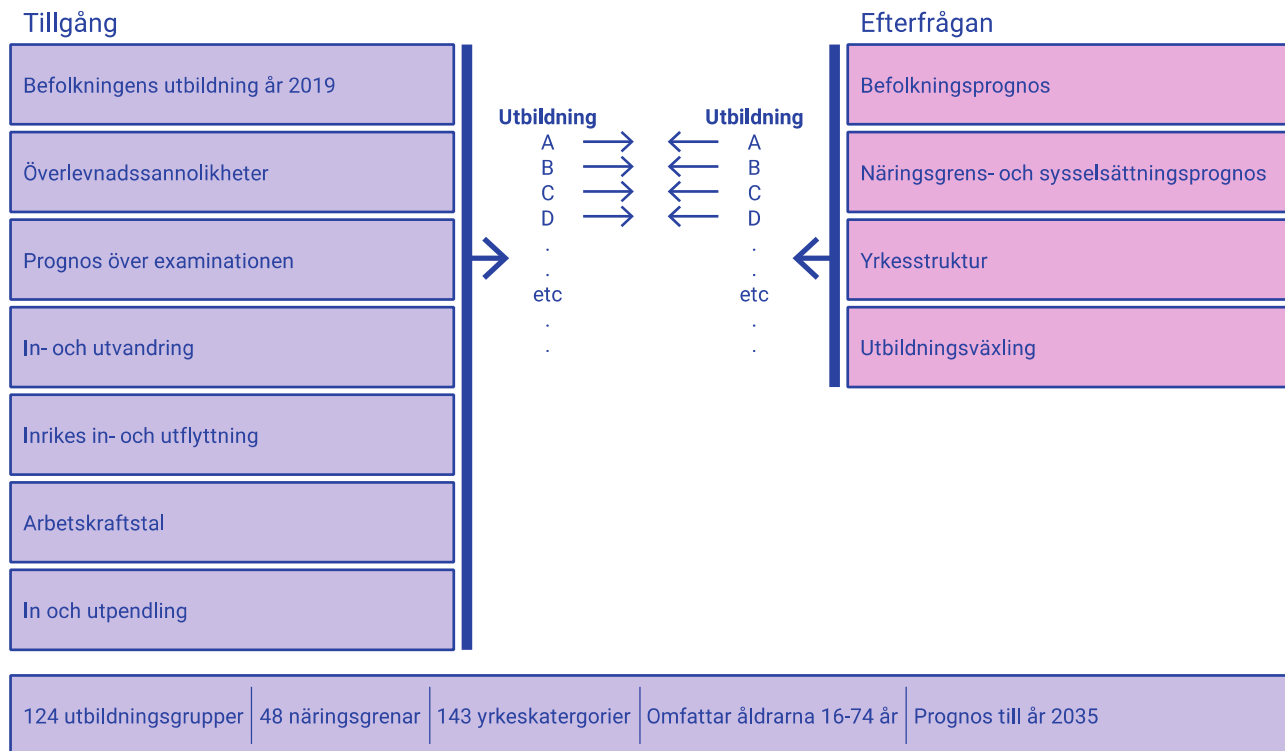 Tillgång
Befolkningens utbildning år 2019
Överlevnadssannolikheter
Prognos över examinationen
In- och utvandring
Inrikes in- och utflyttning
Arbetskraftstal
In och utpendling
Utbildning
A
B
C
D
.
.
etc
.
.
Utbildning
A
B
C
D
.
.
etc
.
.
Efterfrågan
Befolkningsprognos
Näringsgrens- och sysselsättningsprognos
Yrkesstruktur
Utbildningsväxling
124 utbildningsgrupper
48 näringsgrenar
143 yrkeskatergorier
Omfattar åldrarna 16-74 år
Prognos till år 2035